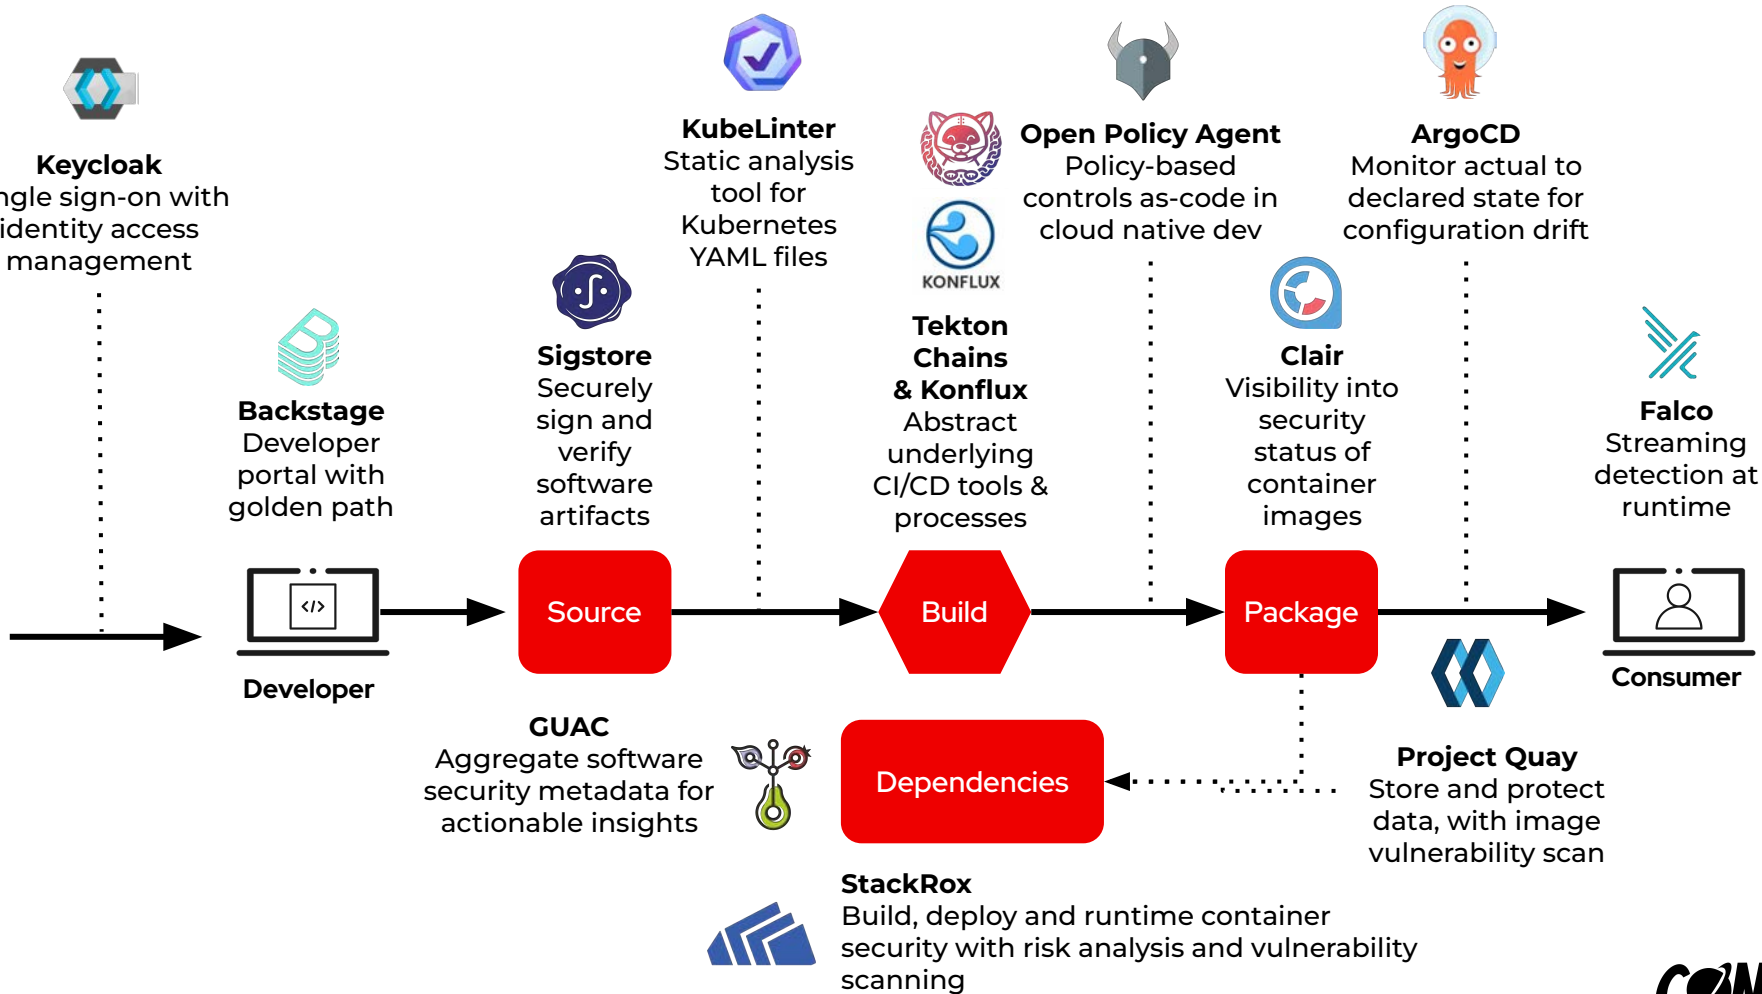 Keycloak
ngle sign-on with
identity access
management
Backstage
Developer
portal with
golden path
Developer
</>
Sigstore
Securely
sign and
verify
software
artifacts
Source
KubeLinter
Static analysis
tool for
Kubernetes
YAML files
KONFLUX
Tekton
Chains
& Konflux
Abstract
underlying
CI/CD tools &
processes
Build
Open Policy Agent
Policy-based
controls as-code in
cloud native dev
Clair
Visibility into
security
status of
container
images
Package
ArgoCD
Monitor actual to
declared state for
configuration drift
Falco
Streaming
detection at
runtime
Consumer
GUAC
Aggregate software
security metadata for
actionable insights
Dependencies
Project Quay
Store and protect
data, with image
vulnerability scan
StackRox
Build, deploy and runtime container
security with risk analysis and vulnerability
scanning